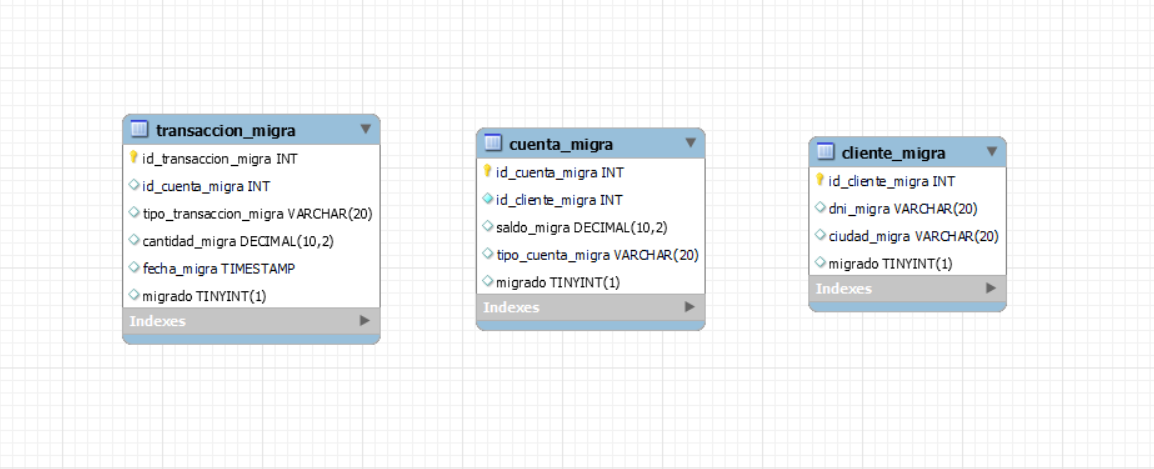 transaccion_migra
id_transaccion_migra INT
id_cuenta_migra INT
tipo_transaccion_migra VARCHAR(20)
cantidad_migra DECIMAL(10,2)
fecha_migra TIMESTAMP
migrado TINYINT(1)
Indexes
cuenta_migra
id_cuenta_migra INT
id_cliente_migra INT
saldo_migra DECIMAL(10,2)
tipo_cuenta_migra VARCHAR(20)
migrado TINYINT(1)
Indexes
cliente_migra
id_cliente_migra INT
dni_migra VARCHAR(20)
ciudad_migra VARCHAR(20)
migrado TINYINT(1)
Indexes